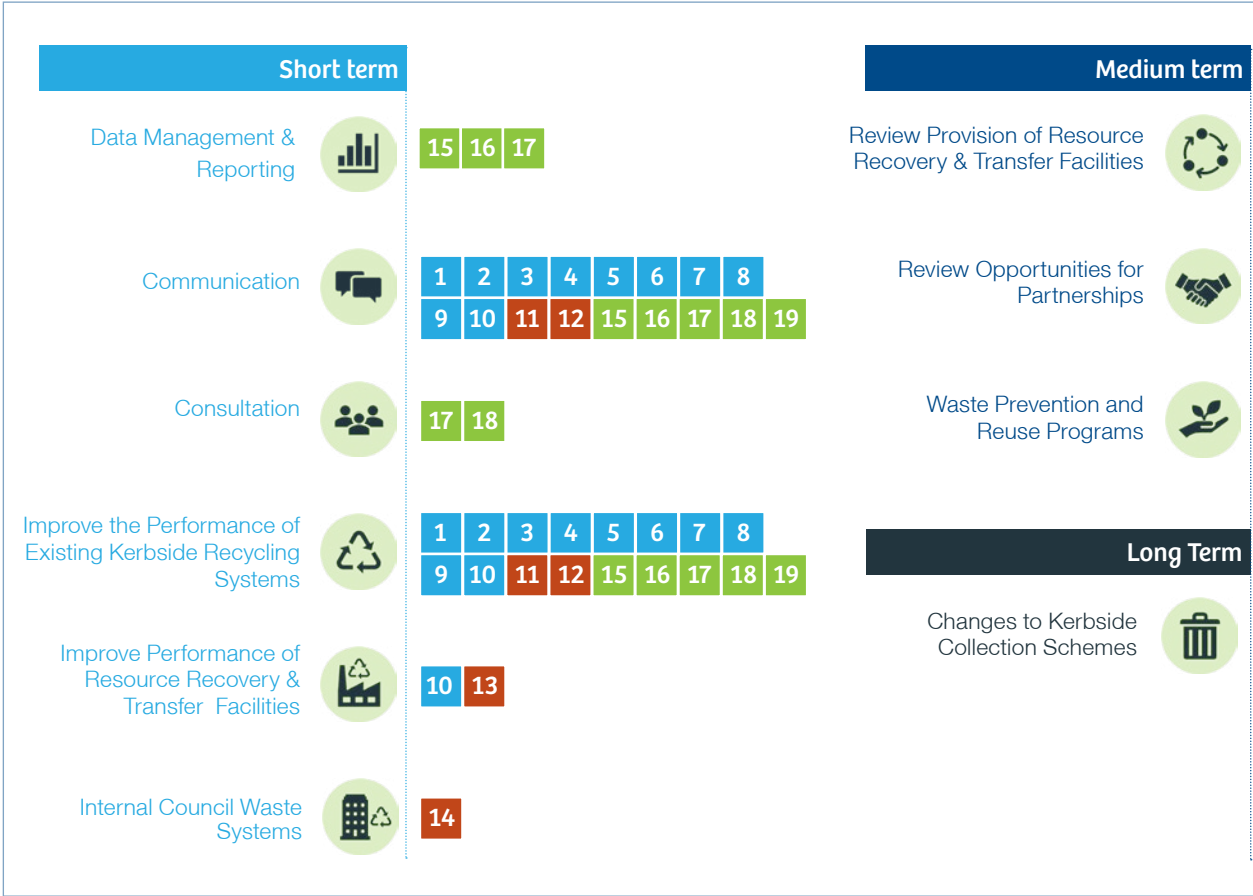 Short term
Data Management &
Reporting
15 16 17
Communication
1 2 3 4 5 6 7 8
9 10 11 12 15 16 17 18 19
Consultation
17 18
Improve the Performance of
Existing Kerbside Recycling
Systems
1 2 3 4 5 6 7 8
9 10 11 12 15 16 17 18 19
Improve Performance of
Resource Recovery &
Transfer Facilities
10 13
Internal Council Waste
Systems
14
Medium term
Review Provision of Resource
Recovery & Transfer Facilities
Review Opportunities for
Partnerships
Waste Prevention and
Reuse Programs
Long Term
Changes to Kerbside
Collection Schemes